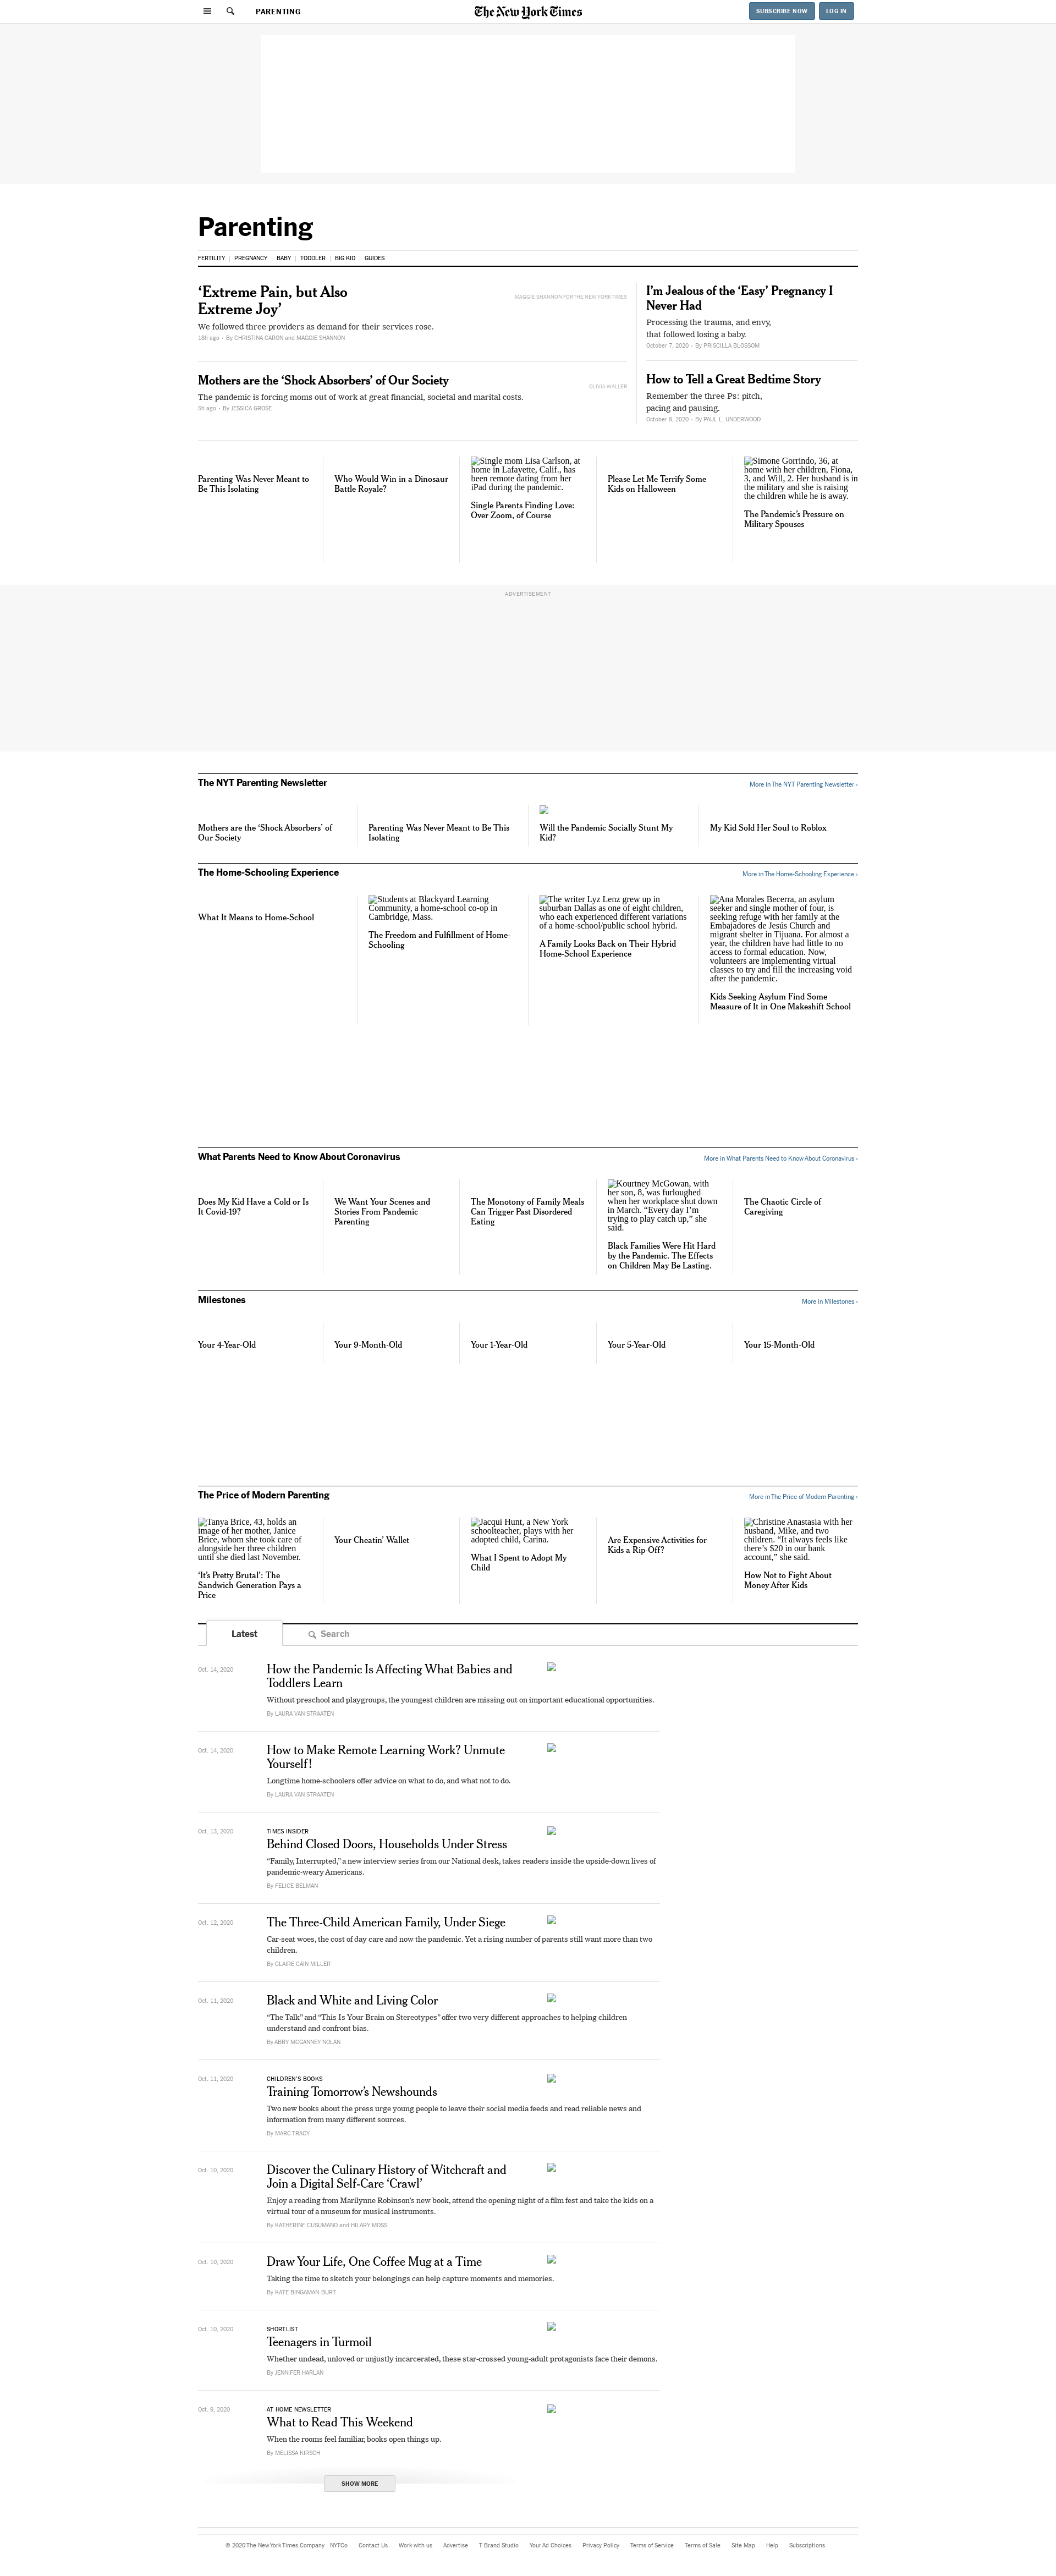 PARENTING
The New York Times
SUBSCRIBE NOW
LOG IN
Parenting
FERTILITY
PREGNANCY
BABY
TODDLER
BIG KID
GUIDES
‘Extreme Pain, but Also
Extreme Joy’
We followed three providers as demand for their services rose.
15h ago - By CHRISTINA CARON and MAGGIE SHANNON
MAGGIE SHANNON FOR THE NEW YORK TIMES
Mothers are the ‘Shock Absorbers’ of Our Society
The pandemic is forcing moms out of work at great financial, societal and marital costs.
5h ago - By JESSICA GROSE
OLIVIA WALLER
I’m Jealous of the ‘Easy’ Pregnancy I
Never Had
Processing the trauma, and envy,
that followed losing a baby.
October 7, 2020 - By PRISCILLA BLOSSOM
How to Tell a Great Bedtime Story
Remember the three Ps: pitch,
pacing and pausing.
October 8, 2020 - By PAUL L. UNDERWOOD
Parenting Was Never Meant to
Be This Isolating
Who Would Win in a Dinosaur
Battle Royale?
Single mom Lisa Carlson, at
home in Lafayette, Calif., has
been remote dating from her
iPad during the pandemic.
Single Parents Finding Love:
Over Zoom, of Course
Please Let Me Terrify Some
Kids on Halloween
Simone Gorrindo, 36, at
home with her children, Fiona,
3, and Will, 2. Her husband is in
the military and she is raising
the children while he is away.
The Pandemic’s Pressure on
Military Spouses
ADVERTISEMENT
The NYT Parenting Newsletter
More in The NYT Parenting Newsletter ›
Mothers are the ‘Shock Absorbers’ of
Our Society
Parenting Was Never Meant to Be This
Isolating
Will the Pandemic Socially Stunt My
Kid?
My Kid Sold Her Soul to Roblox
The Home-Schooling Experience
More in The Home-Schooling Experience ›
What It Means to Home-School
Students at Blackyard Learning
Community, a home-school co-op in
Cambridge, Mass.
The Freedom and Fulfillment of Home-
Schooling
The writer Lyz Lenz grew up in
suburban Dallas as one of eight children,
who each experienced different variations
of a home-school/public school hybrid.
A Family Looks Back on Their Hybrid
Home-School Experience
Ana Morales Becerra, an asylum
seeker and single mother of four, is
seeking refuge with her family at the
Embajadores de Jesús Church and
migrant shelter in Tijuana. For almost a
year, the children have had little to no
access to formal education. Now,
volunteers are implementing virtual
classes to try and fill the increasing void
after the pandemic.
Kids Seeking Asylum Find Some
Measure of It in One Makeshift School
What Parents Need to Know About Coronavirus
More in What Parents Need to Know About Coronavirus ›
Does My Kid Have a Cold or Is
It Covid-19?
We Want Your Scenes and
Stories From Pandemic
Parenting
The Monotony of Family Meals
Can Trigger Past Disordered
Eating
Kourtney McGowan, with
her son, 8, was furloughed
when her workplace shut down
in March. “Every day I’m
trying to play catch up,” she
said.
Black Families Were Hit Hard
by the Pandemic. The Effects
on Children May Be Lasting.
The Chaotic Circle of
Caregiving
Milestones
More in Milestones ›
Your 4-Year-Old
Your 9-Month-Old
Your 1-Year-Old
Your 5-Year-Old
Your 15-Month-Old
The Price of Modern Parenting
More in The Price of Modern Parenting ›
Tanya Brice, 43, holds an
image of her mother, Janice
Brice, whom she took care of
alongside her three children
until she died last November.
‘It’s Pretty Brutal’: The
Sandwich Generation Pays a
Price
Your Cheatin’ Wallet
Jacqui Hunt, a New York
schoolteacher, plays with her
adopted child, Carina.
What I Spent to Adopt My
Child
Are Expensive Activities for
Kids a Rip-Off?
Christine Anastasia with her
husband, Mike, and two
children. “It always feels like
there’s $20 in our bank
account,” she said.
How Not to Fight About
Money After Kids
Latest
Search
Oct. 14, 2020
How the Pandemic Is Affecting What Babies and
Toddlers Learn
Without preschool and playgroups, the youngest children are missing out on important educational opportunities.
By LAURA VAN STRAATEN
Oct. 14, 2020
How to Make Remote Learning Work? Unmute
Yourself!
Longtime home-schoolers offer advice on what to do, and what not to do.
By LAURA VAN STRAATEN
Oct. 13, 2020
TIMES INSIDER
Behind Closed Doors, Households Under Stress
“Family, Interrupted,” a new interview series from our National desk, takes readers inside the upside-down lives of
pandemic-weary Americans.
By FELICE BELMAN
Oct. 12, 2020
The Three-Child American Family, Under Siege
Car-seat woes, the cost of day care and now the pandemic. Yet a rising number of parents still want more than two
children.
By CLAIRE CAIN MILLER
Oct. 11, 2020
Black and White and Living Color
“The Talk” and “This Is Your Brain on Stereotypes” offer two very different approaches to helping children
understand and confront bias.
By ABBY MCGANNEY NOLAN
Oct. 11, 2020
CHILDREN’S BOOKS
Training Tomorrow’s Newshounds
Two new books about the press urge young people to leave their social media feeds and read reliable news and
information from many different sources.
By MARC TRACY
Oct. 10, 2020
Discover the Culinary History of Witchcraft and
Join a Digital Self-Care ‘Crawl’
Enjoy a reading from Marilynne Robinson’s new book, attend the opening night of a film fest and take the kids on a
virtual tour of a museum for musical instruments.
By KATHERINE CUSUMANO and HILARY MOSS
Oct. 10, 2020
Draw Your Life, One Coffee Mug at a Time
Taking the time to sketch your belongings can help capture moments and memories.
By KATE BINGAMAN-BURT
Oct. 10, 2020
SHORTLIST
Teenagers in Turmoil
Whether undead, unloved or unjustly incarcerated, these star-crossed young-adult protagonists face their demons.
By JENNIFER HARLAN
Oct. 9, 2020
AT HOME NEWSLETTER
What to Read This Weekend
When the rooms feel familiar, books open things up.
By MELISSA KIRSCH
SHOW MORE
© 2020 The New York Times Company
NYTCo
Contact Us
Work with us
Advertise
T Brand Studio
Your Ad Choices
Privacy Policy
Terms of Service
Terms of Sale
Site Map
Help
Subscriptions